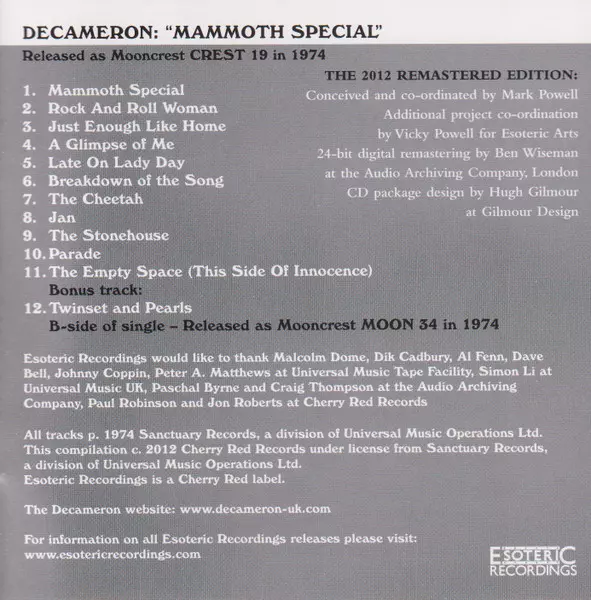 DECAMERON: “MAMMOTH SPECIAL”
Released as Mooncrest CREST 19 in 1974
1. Mammoth Special
2. Rock And Roll Woman
3. Just Enough Like Home
4. A Glimpse of Me
5. Late On Lady Day
6. Breakdown of the Song
7. The Cheetah
8. Jan
9. The Stonehouse
10. Parade
11. The Empty Space (This Side Of Innocence)
Bonus track:
12. Twinset and Pearls
B-side of single – Released as Mooncrest MOON 34 in 1974
THE 2012 REMASTERED EDITION:
Conceived and co-ordinated by Mark Powell
Additional project co-ordination
by Vicky Powell for Esoteric Arts
24-bit digital remastering by Ben Wiseman
at the Audio Archiving Company, London
CD package design by Hugh Gilmour
at Gilmour Design
Esoteric Recordings would like to thank Malcolm Dome, Dik Cadbury, Al Fenn, Dave
Bell, Johnny Coppin, Peter A. Matthews at Universal Music Tape Facility, Simon Li at
Universal Music UK, Paschal Byrne and Craig Thompson at the Audio Archiving
Company, Paul Robinson and Jon Roberts at Cherry Red Records
All tracks p. 1974 Sanctuary Records, a division of Universal Music Operations Ltd.
This compilation c. 2012 Cherry Red Records under license from Sanctuary Records,
a division of Universal Music Operations Ltd.
Esoteric Recordings is a Cherry Red label.
The Decameron website: www.decameron-uk.com
For information on all Esoteric Recordings releases please visit:
www.esotericrecordings.com
ESOTERIC
RECORDINGS